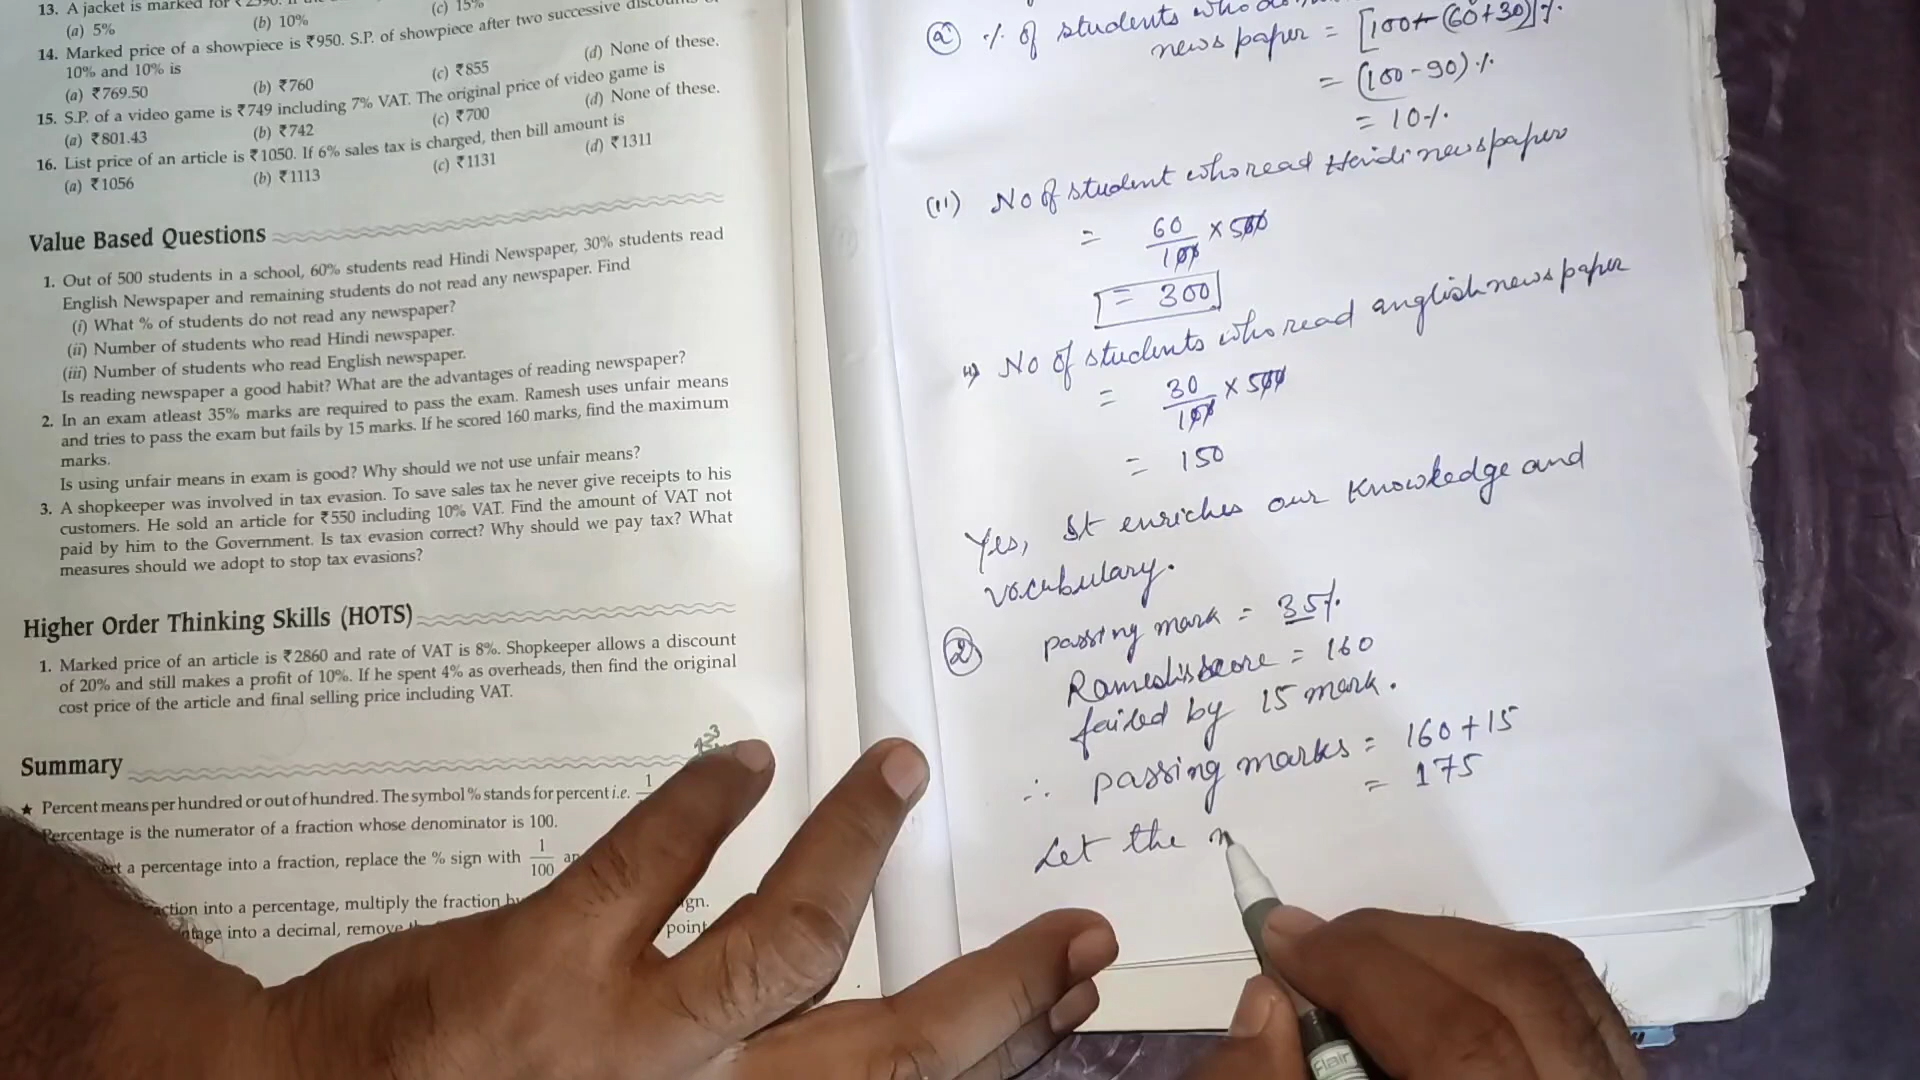 13. A jacket is marked for ₹2390. If
(a) 5% (b) 10% (c) 15%
14. Marked price of a showpiece is ₹950. S.P. of showpiece after two successive discounts of
10% and 10% is
(a) ₹769.50 (b) ₹760 (c) ₹855 (d) None of these.
15. S.P. of a video game is ₹749 including 7% VAT. The original price of video game is
(a) ₹801.43 (b) ₹742 (c) ₹700 (d) None of these.
16. List price of an article is ₹1050. If 6% sales tax is charged, then bill amount is
(a) ₹1056 (b) ₹1113 (c) ₹1131 (d) ₹1311
Value Based Questions
1. Out of 500 students in a school, 60% students read Hindi Newspaper, 30% students read
English Newspaper and remaining students do not read any newspaper. Find
(i) What % of students do not read any newspaper?
(ii) Number of students who read Hindi newspaper.
(iii) Number of students who read English newspaper.
Is reading newspaper a good habit? What are the advantages of reading newspaper?
2. In an exam atleast 35% marks are required to pass the exam. Ramesh uses unfair means
and tries to pass the exam but fails by 15 marks. If he scored 160 marks, find the maximum
marks.
Is using unfair means in exam is good? Why should we not use unfair means?
3. A shopkeeper was involved in tax evasion. To save sales tax he never give receipts to his
customers. He sold an article for ₹550 including 10% VAT. Find the amount of VAT not
paid by him to the Government. Is tax evasion correct? Why should we pay tax? What
measures should we adopt to stop tax evasions?
Higher Order Thinking Skills (HOTS)
1. Marked price of an article is ₹2860 and rate of VAT is 8%. Shopkeeper allows a discount
of 20% and still makes a profit of 10%. If he spent 4% as overheads, then find the original
cost price of the article and final selling price including VAT.
Summary
★ Percent means per hundred or out of hundred. The symbol % stands for percent i.e. 1
Percentage is the numerator of a fraction whose denominator is 100.
a percentage into a fraction, replace the % sign with 1/100
into a percentage, multiply the fraction
into a decimal, remove point
% of students who
newspaper = [100-(60+30)]%
= (100-90)%
= 10%.
(ii) No of student who read Hindi newspaper
= 60/100 × 500
= 300
No of students who read english newspaper
= 30/100 × 500
= 150
Yes, It enriches our Knowledge and
vocabulary.
② passing mark = 35%
Ramesh score = 160
failed by 15 mark.
∴ passing marks = 160+15
= 175
Let the
Flair